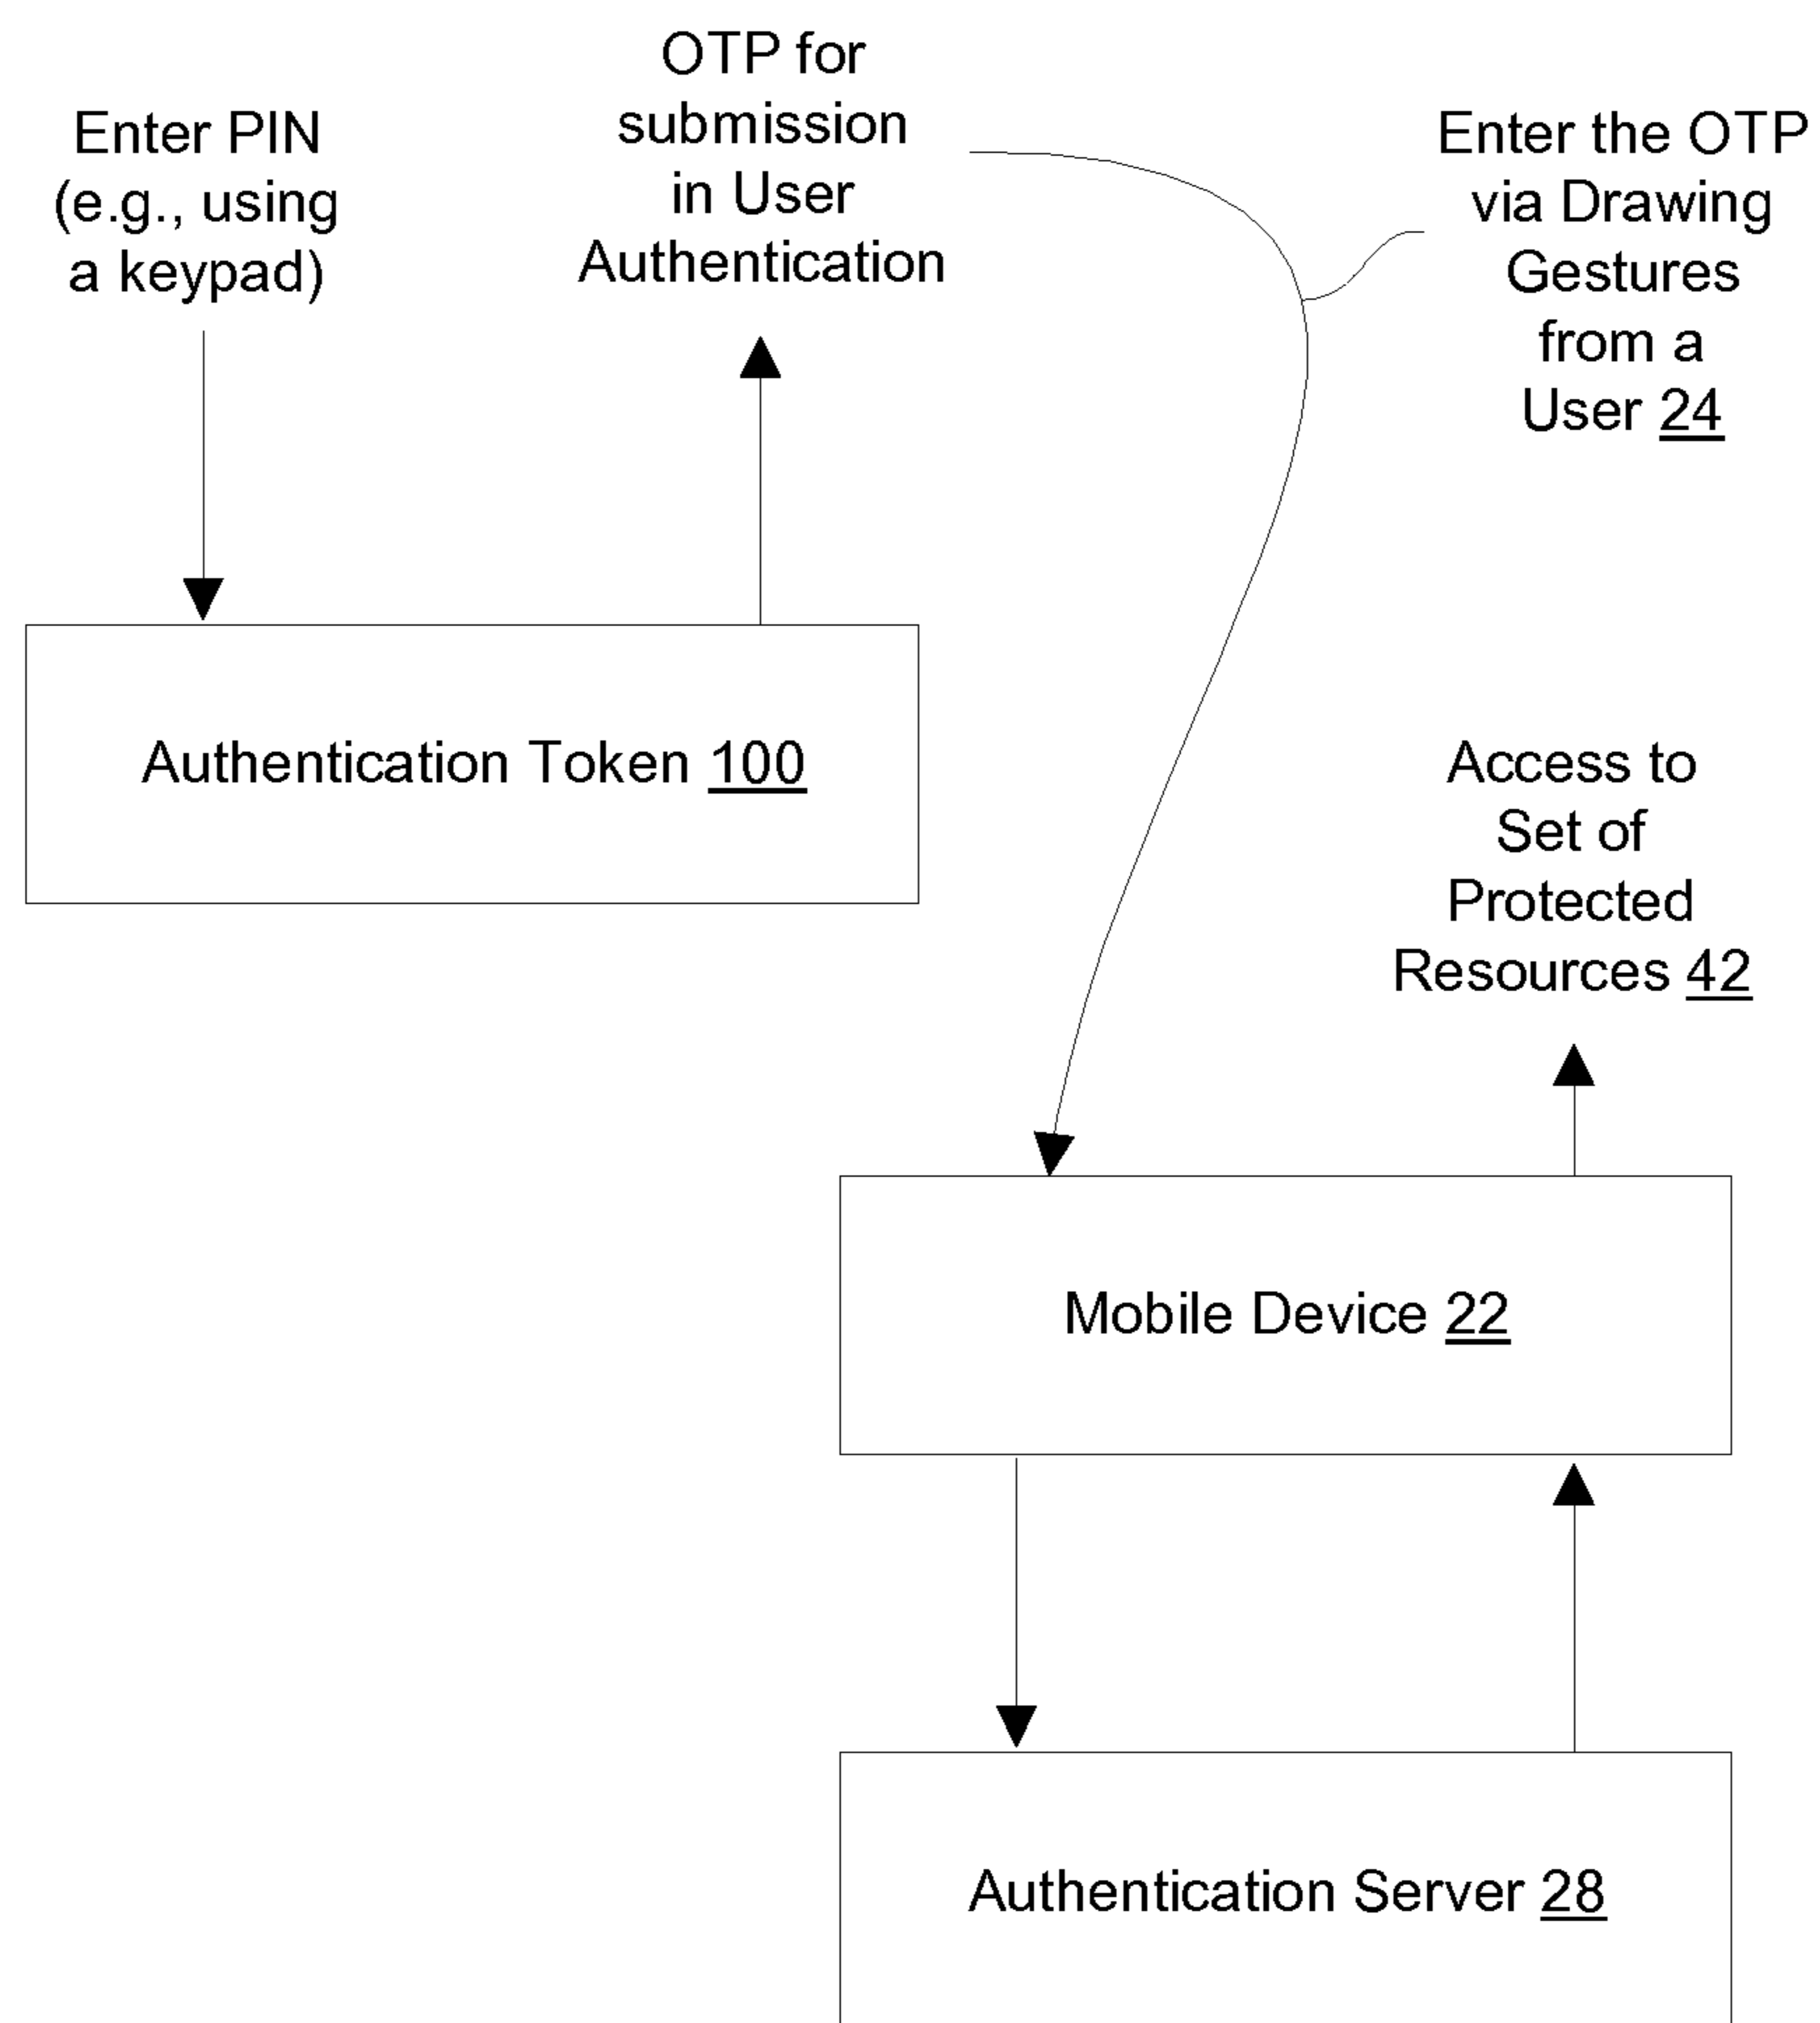 Enter PIN
(e.g., using
a keypad)
OTP for
submission
in User
Authentication
Enter the OTP
via Drawing
Gestures
from a
User 24
Authentication Token 100
Access to
Set of
Protected
Resources 42
Mobile Device 22
Authentication Server 28